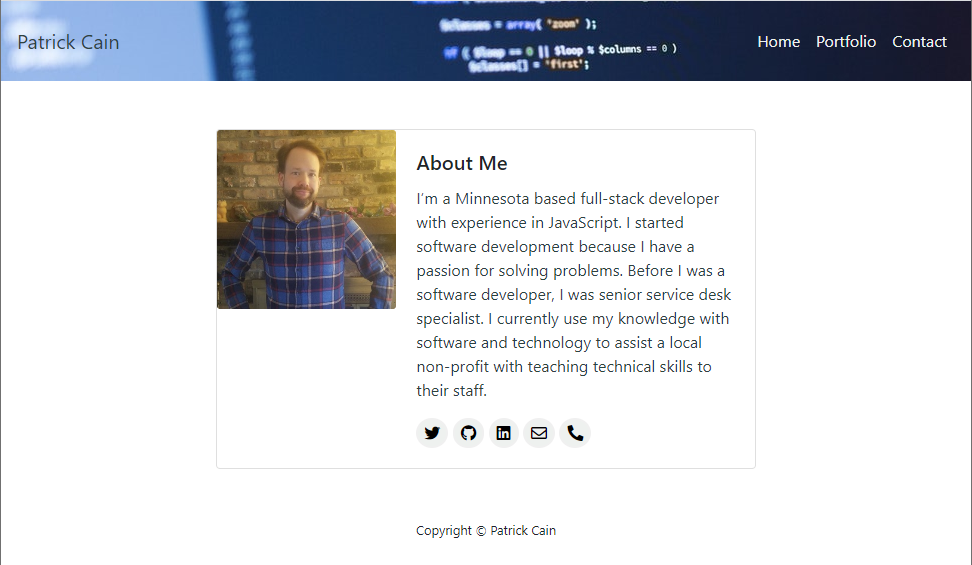 $classes = array( 'zoom' );
if ( $loop == 0 || $loop % $columns == 0 )
$classes[] = 'first';
Patrick Cain
Home Portfolio Contact
About Me
I'm a Minnesota based full-stack developer
with experience in JavaScript. I started
software development because I have a
passion for solving problems. Before I was a
software developer, I was senior service desk
specialist. I currently use my knowledge with
software and technology to assist a local
non-profit with teaching technical skills to
their staff.
Copyright © Patrick Cain